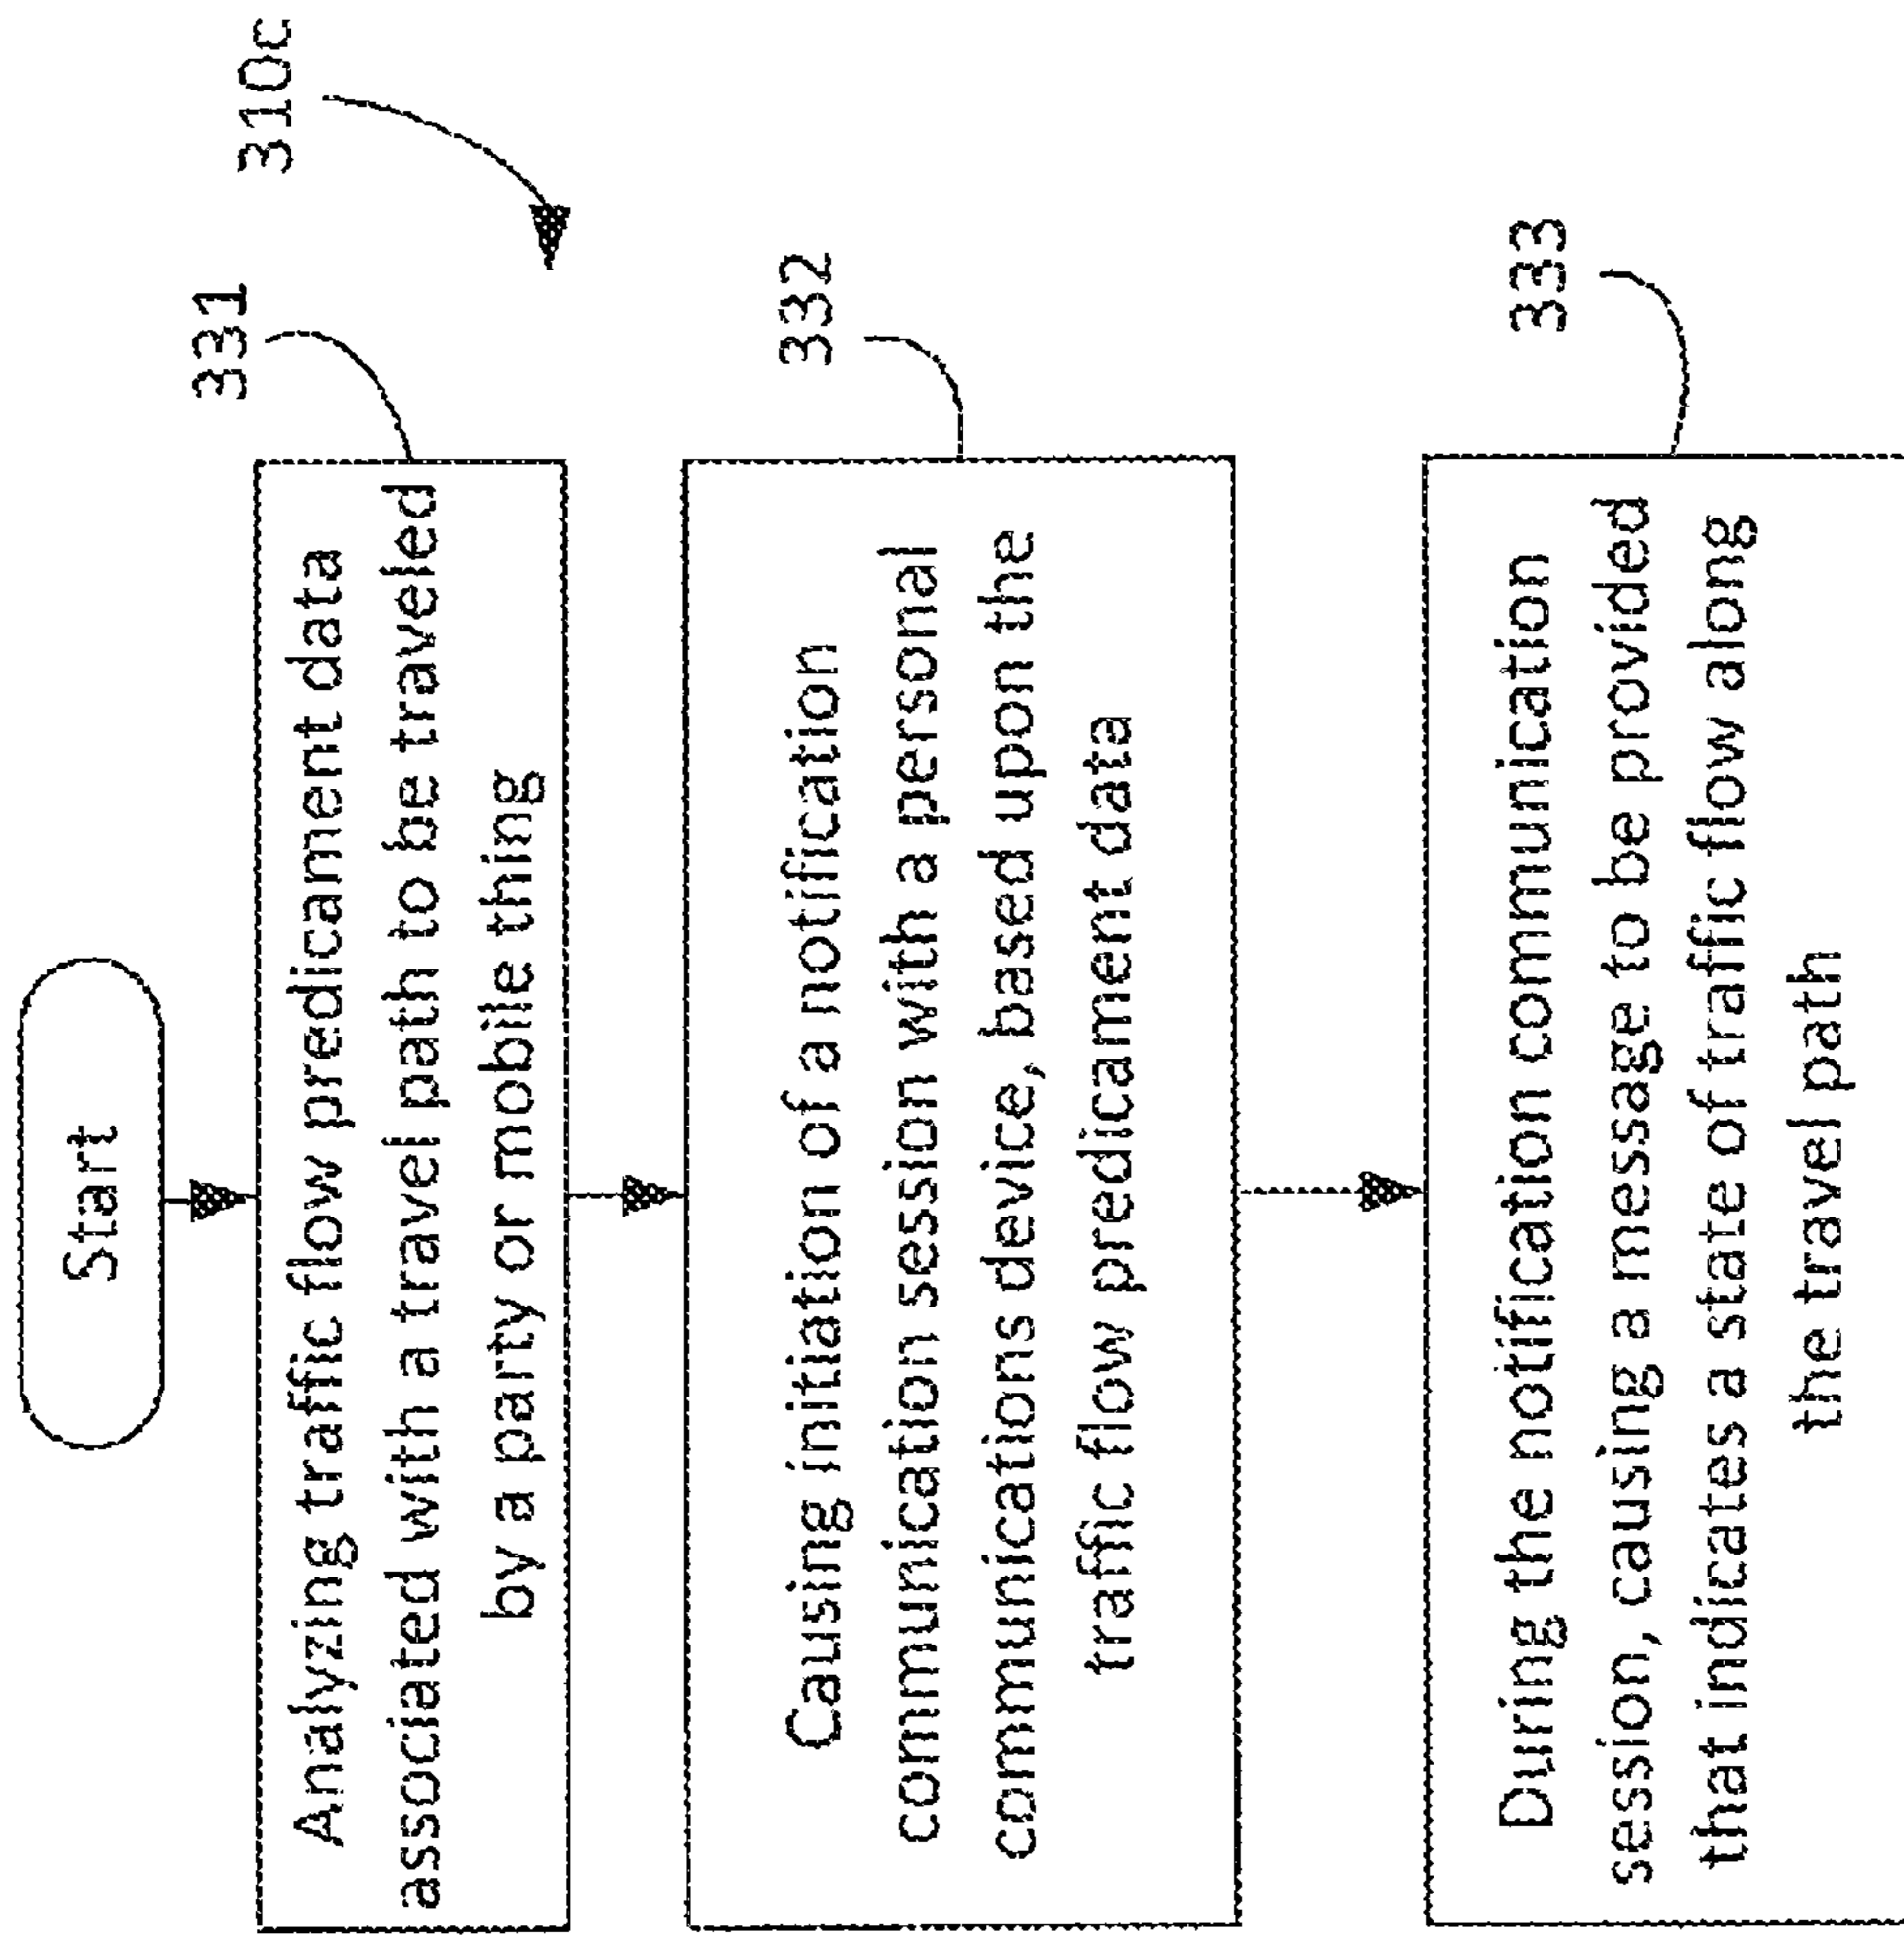 Start
310c
331
Analyzing traffic flow predicament data
associated with a travel path to be traveled
by a party or mobile thing
332
Causing initiation of a notification
communication session with a personal
communications device, based upon the
traffic flow predicament data
333
During the notification communication
session, causing a message to be provided
that indicates a state of traffic flow along
the travel path